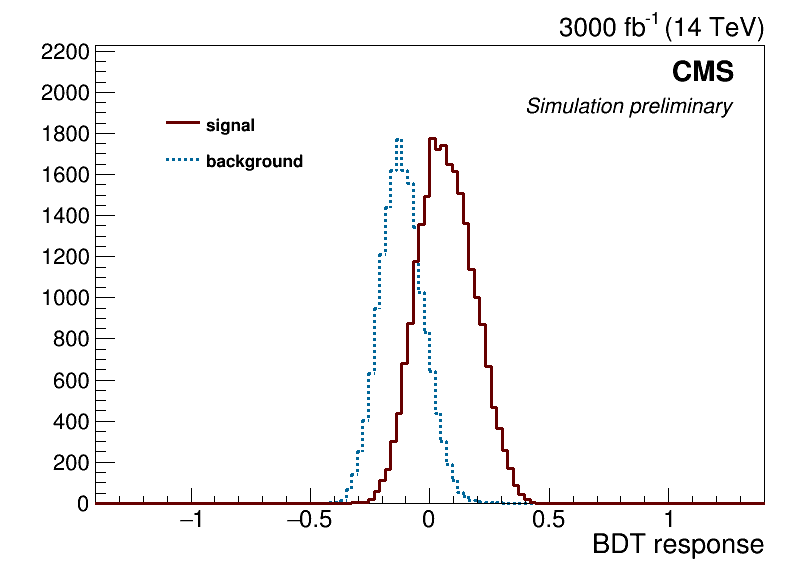 3000 fb⁻¹ (14 TeV)
CMS
Simulation preliminary
signal
background
2200
2000
1800
1600
1400
1200
1000
800
600
400
200
0
−1
−0.5
0
0.5
1
BDT response